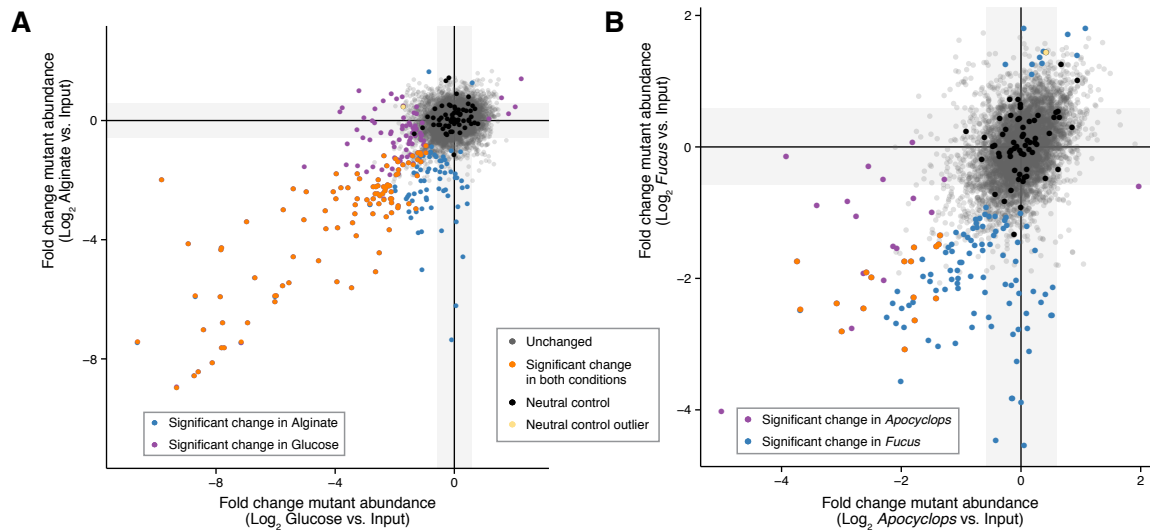 A
Fold change mutant abundance
(Log2 Alginate vs. Input)
0
−4
−8
−8
−4
0
Fold change mutant abundance
(Log2 Glucose vs. Input)
Significant change in Alginate
Significant change in Glucose
Unchanged
Significant change
in both conditions
Neutral control
Neutral control outlier
B
Fold change mutant abundance
(Log2 Fucus vs. Input)
2
0
−2
−4
−4
−2
0
2
Fold change mutant abundance
(Log2 Apocyclops vs. Input)
Significant change in Apocyclops
Significant change in Fucus